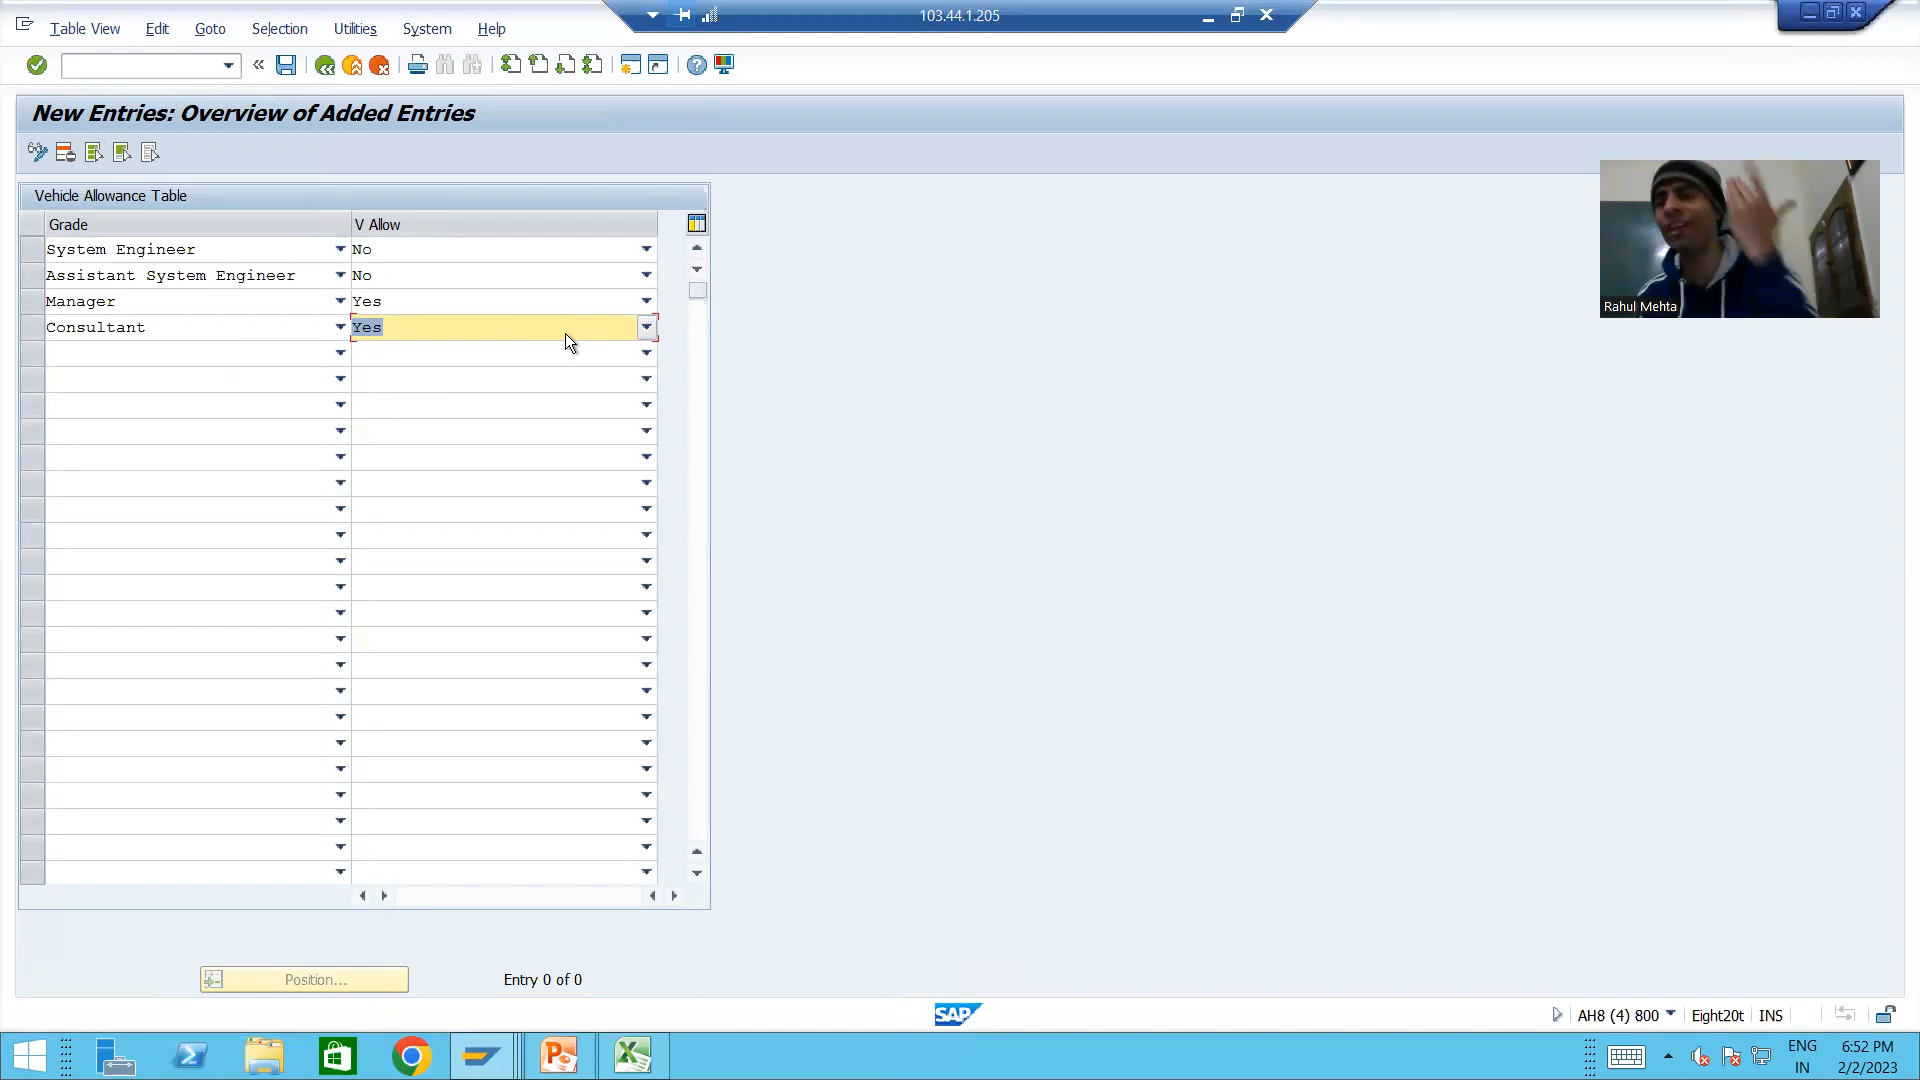 103.44.1.205
Table View Edit Goto Selection Utilities System Help
New Entries: Overview of Added Entries
Vehicle Allowance Table
Grade V Allow
System Engineer No
Assistant System Engineer No
Manager Yes
Consultant Yes
Rahul Mehta
Position... Entry 0 of 0
SAP
AH8 (4) 800 Eight20t INS
ENG 6:52 PM
IN 2/2/2023